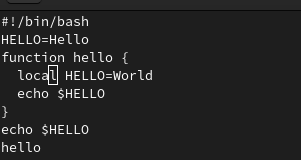 #!/bin/bash
HELLO=Hello
function hello {
  local HELLO=World
  echo $HELLO
}
echo $HELLO
hello